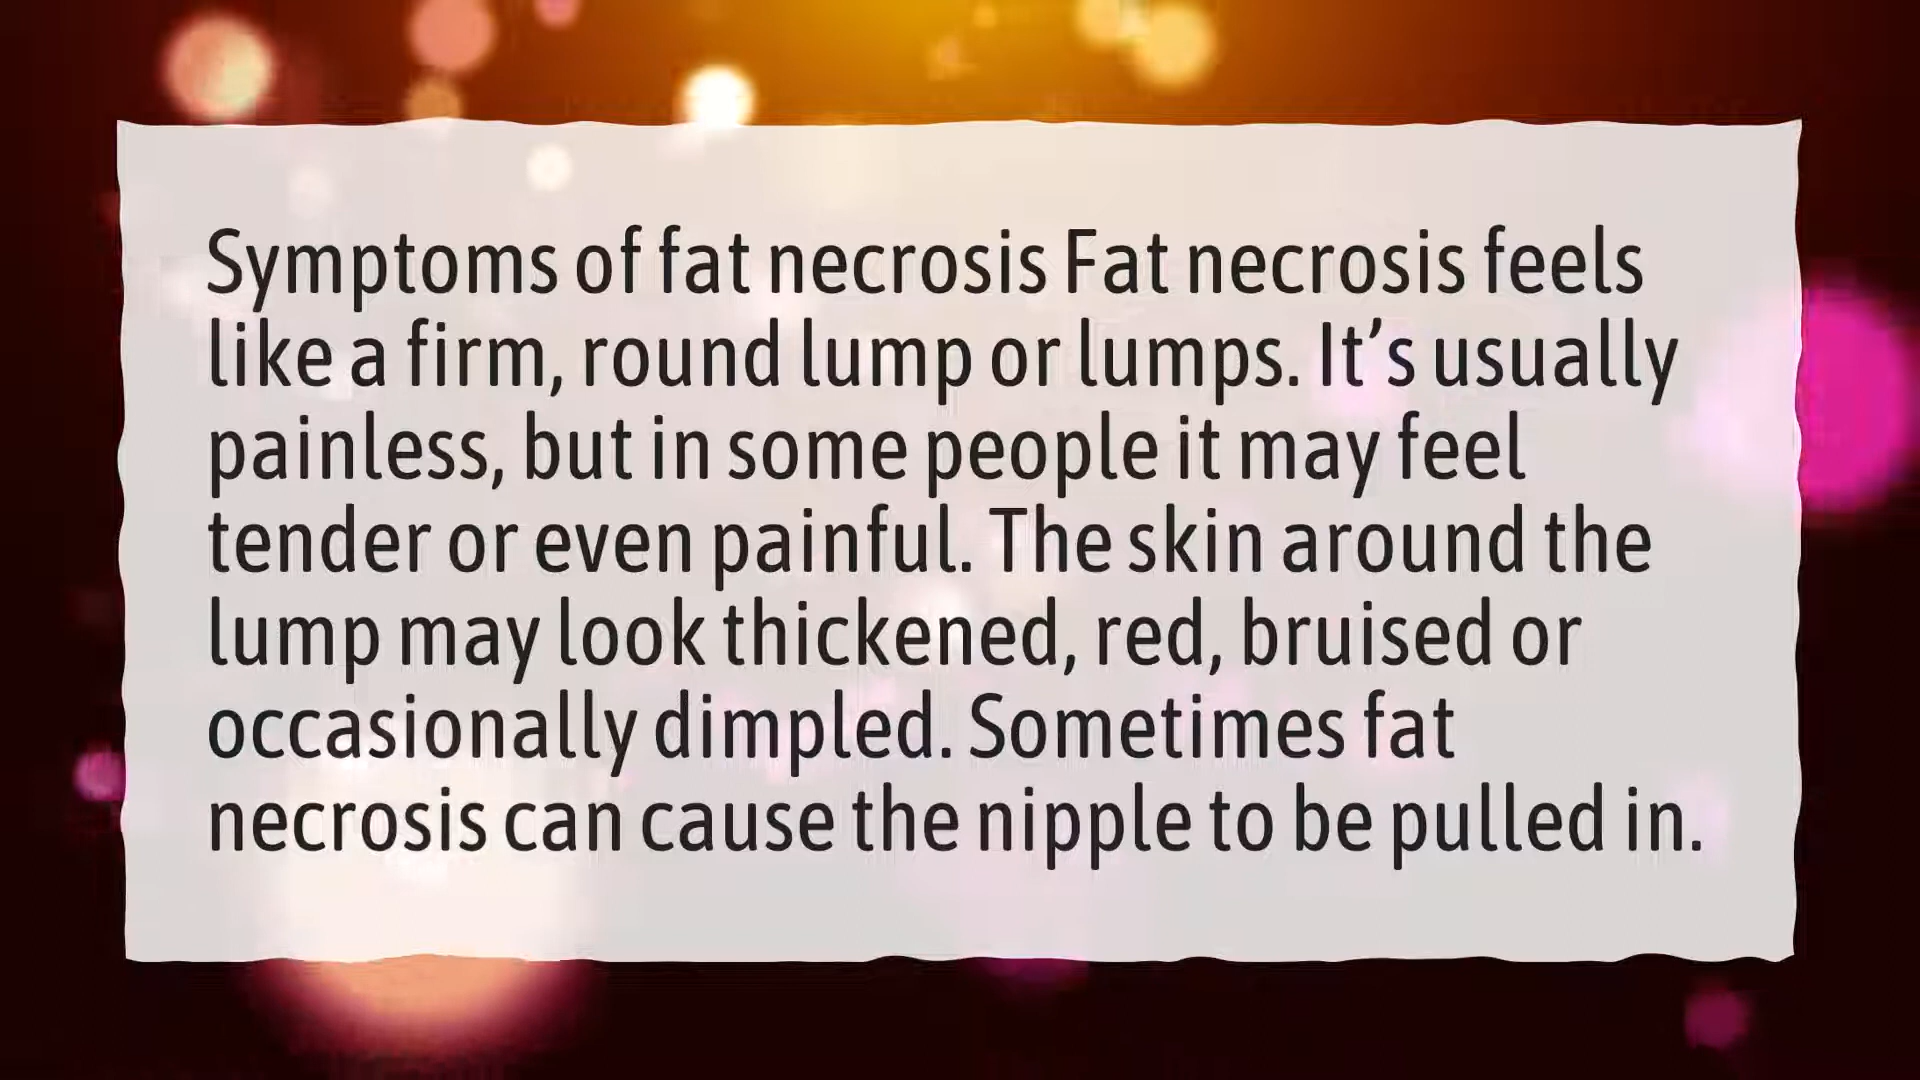 Symptoms of fat necrosis Fat necrosis feels
like a firm, round lump or lumps. It’s usually
painless, but in some people it may feel
tender or even painful. The skin around the
lump may look thickened, red, bruised or
occasionally dimpled. Sometimes fat
necrosis can cause the nipple to be pulled in.